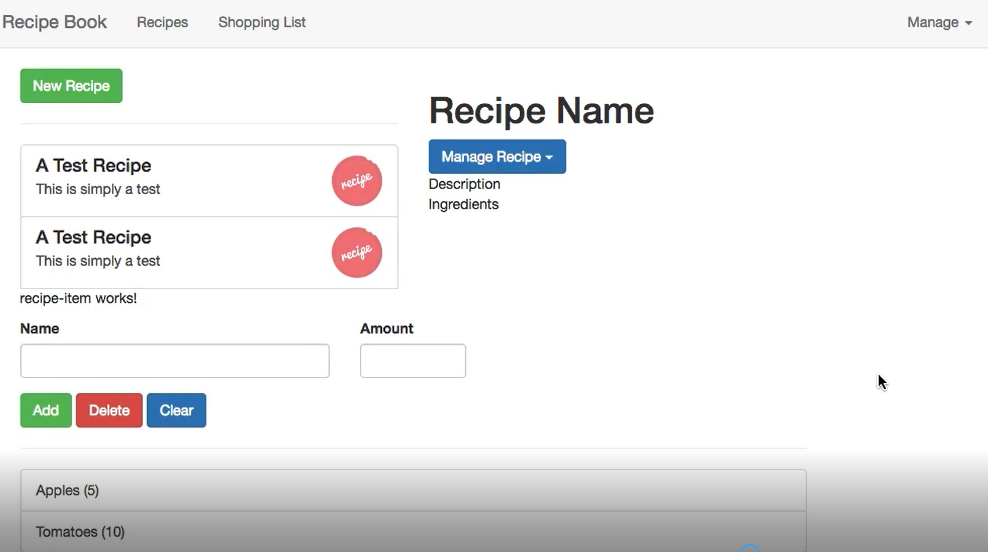 Recipe Book Recipes Shopping List Manage
New Recipe
A Test Recipe
This is simply a test
recipe
A Test Recipe
This is simply a test
recipe
recipe-item works!
Recipe Name
Manage Recipe
Description
Ingredients
Name Amount
Add Delete Clear
Apples (5)
Tomatoes (10)